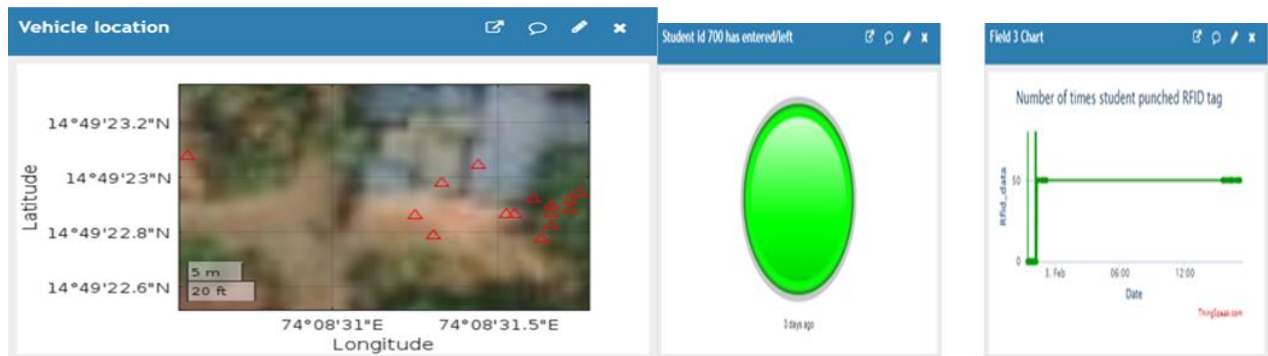 Vehicle location
14°49'23.2"N
14°49'23"N
14°49'22.8"N
14°49'22.6"N
Latitude
5 m
20 ft
74°08'31"E 74°08'31.5"E
Longitude
Student Id 700 has entered/left
3 days ago
Field 3 Chart
Number of times student punched RFID tag
Rfid_data
50
0
3. Feb 06:00 12:00
Date
ThingSpeak.com